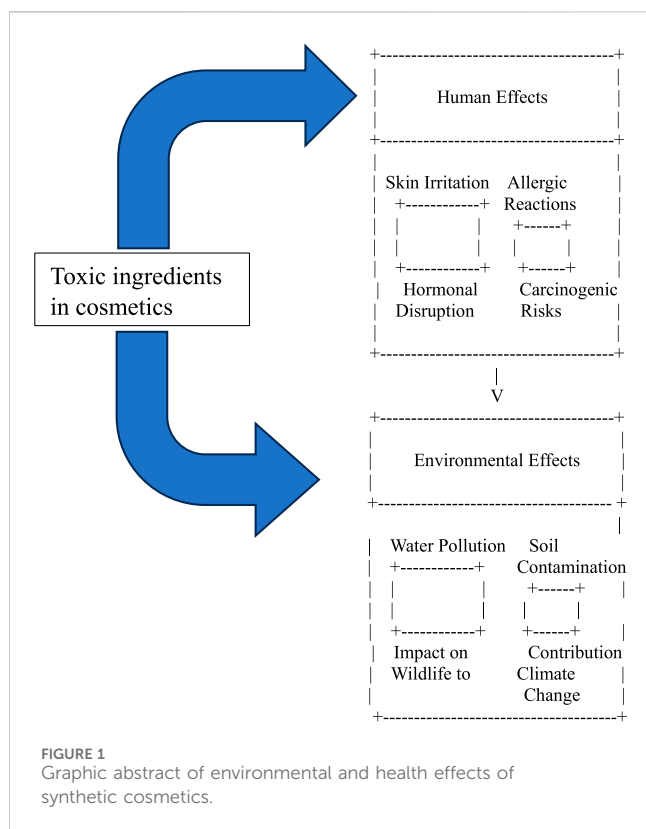 Toxic ingredients
in cosmetics
+-----------------------------+
Human Effects
+-----------------------------+
Skin Irritation Allergic
+------------+ Reactions
+------+
+------------+ +------+
Hormonal Carcinogenic
Disruption Risks
+-----------------------------+
|
V
+-----------------------------+
Environmental Effects
+-----------------------------+
Water Pollution Soil
+------------+ Contamination
+------+
+------------+ +------+
Impact on Contribution
Wildlife to Climate
Change
+-----------------------------+
FIGURE 1
Graphic abstract of environmental and health effects of
synthetic cosmetics.